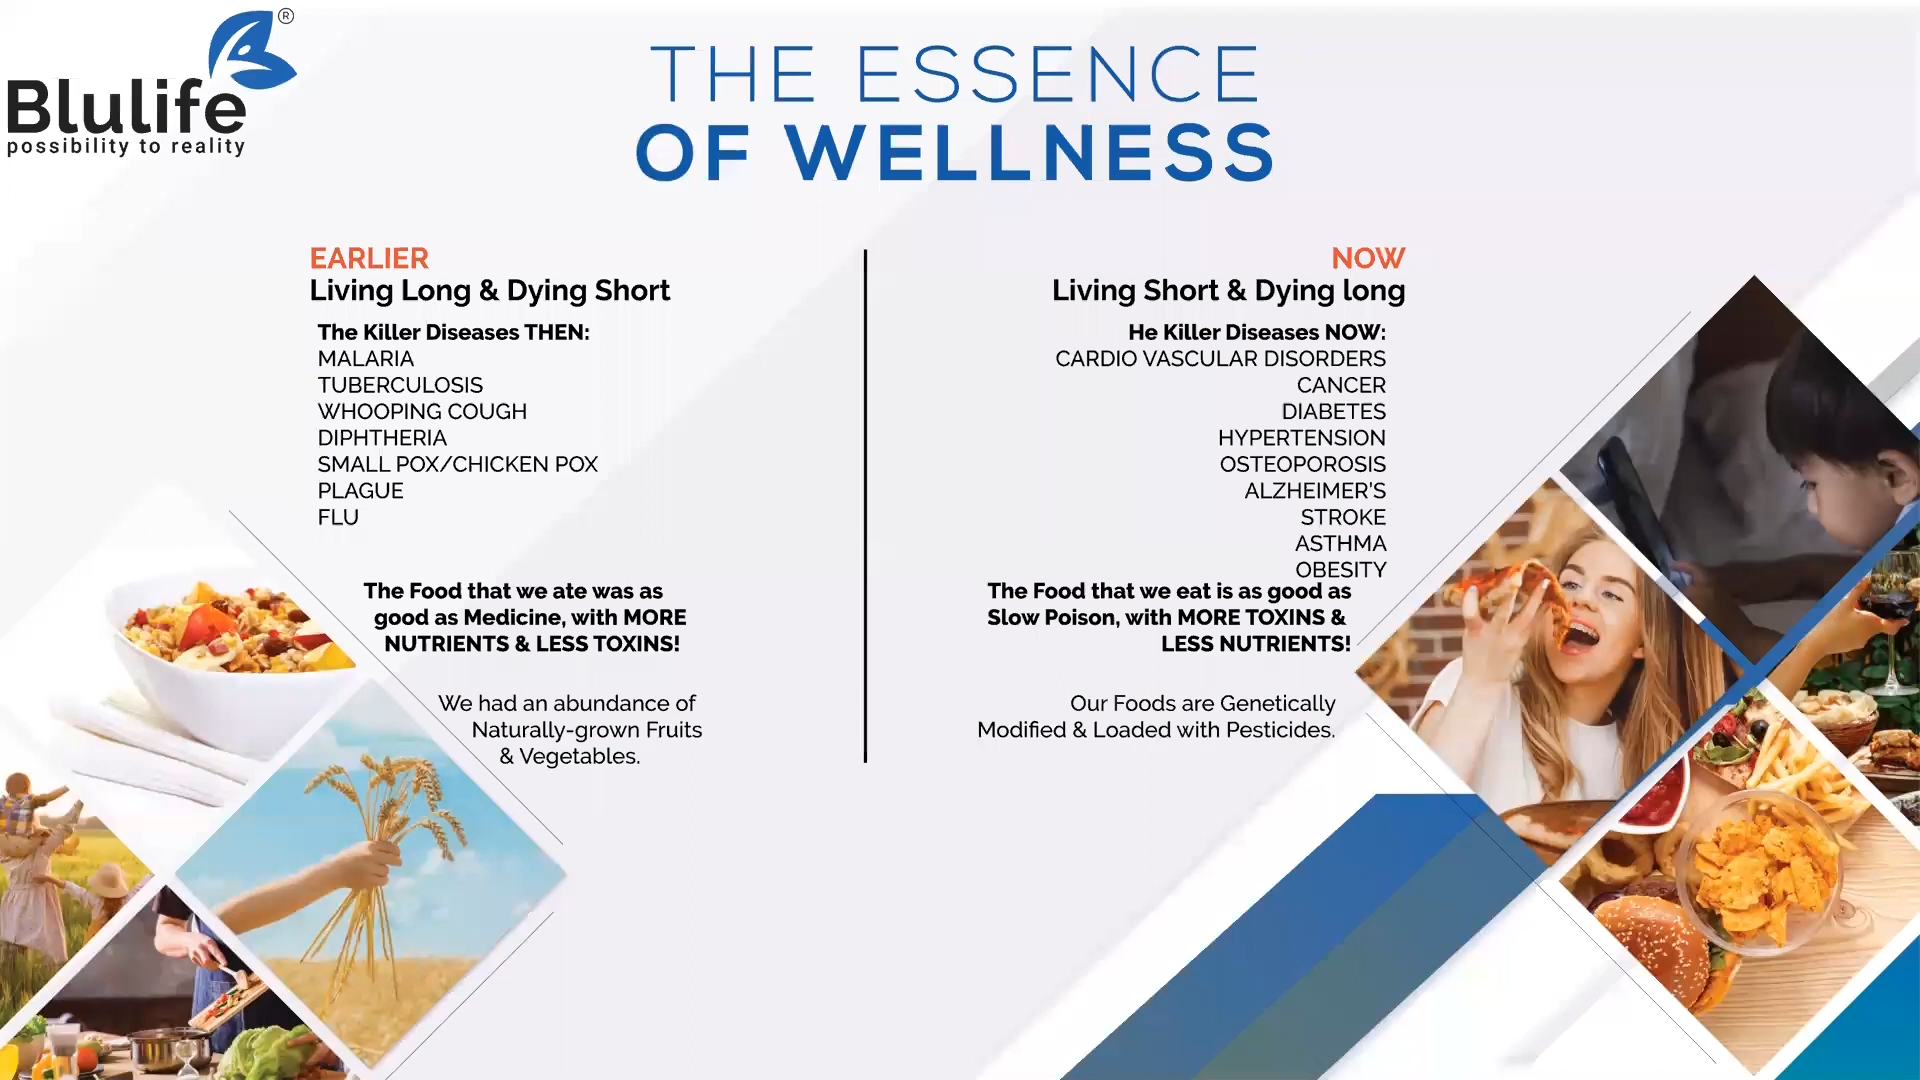 ®
Blulife
possibility to reality
THE ESSENCE
OF WELLNESS
EARLIER
Living Long & Dying Short
The Killer Diseases THEN:
MALARIA
TUBERCULOSIS
WHOOPING COUGH
DIPHTHERIA
SMALL POX/CHICKEN POX
PLAGUE
FLU
The Food that we ate was as
good as Medicine, with MORE
NUTRIENTS & LESS TOXINS!
We had an abundance of
Naturally-grown Fruits
& Vegetables.
NOW
Living Short & Dying long
He Killer Diseases NOW:
CARDIO VASCULAR DISORDERS
CANCER
DIABETES
HYPERTENSION
OSTEOPOROSIS
ALZHEIMER'S
STROKE
ASTHMA
OBESITY
The Food that we eat is as good as
Slow Poison, with MORE TOXINS &
LESS NUTRIENTS!
Our Foods are Genetically
Modified & Loaded with Pesticides.